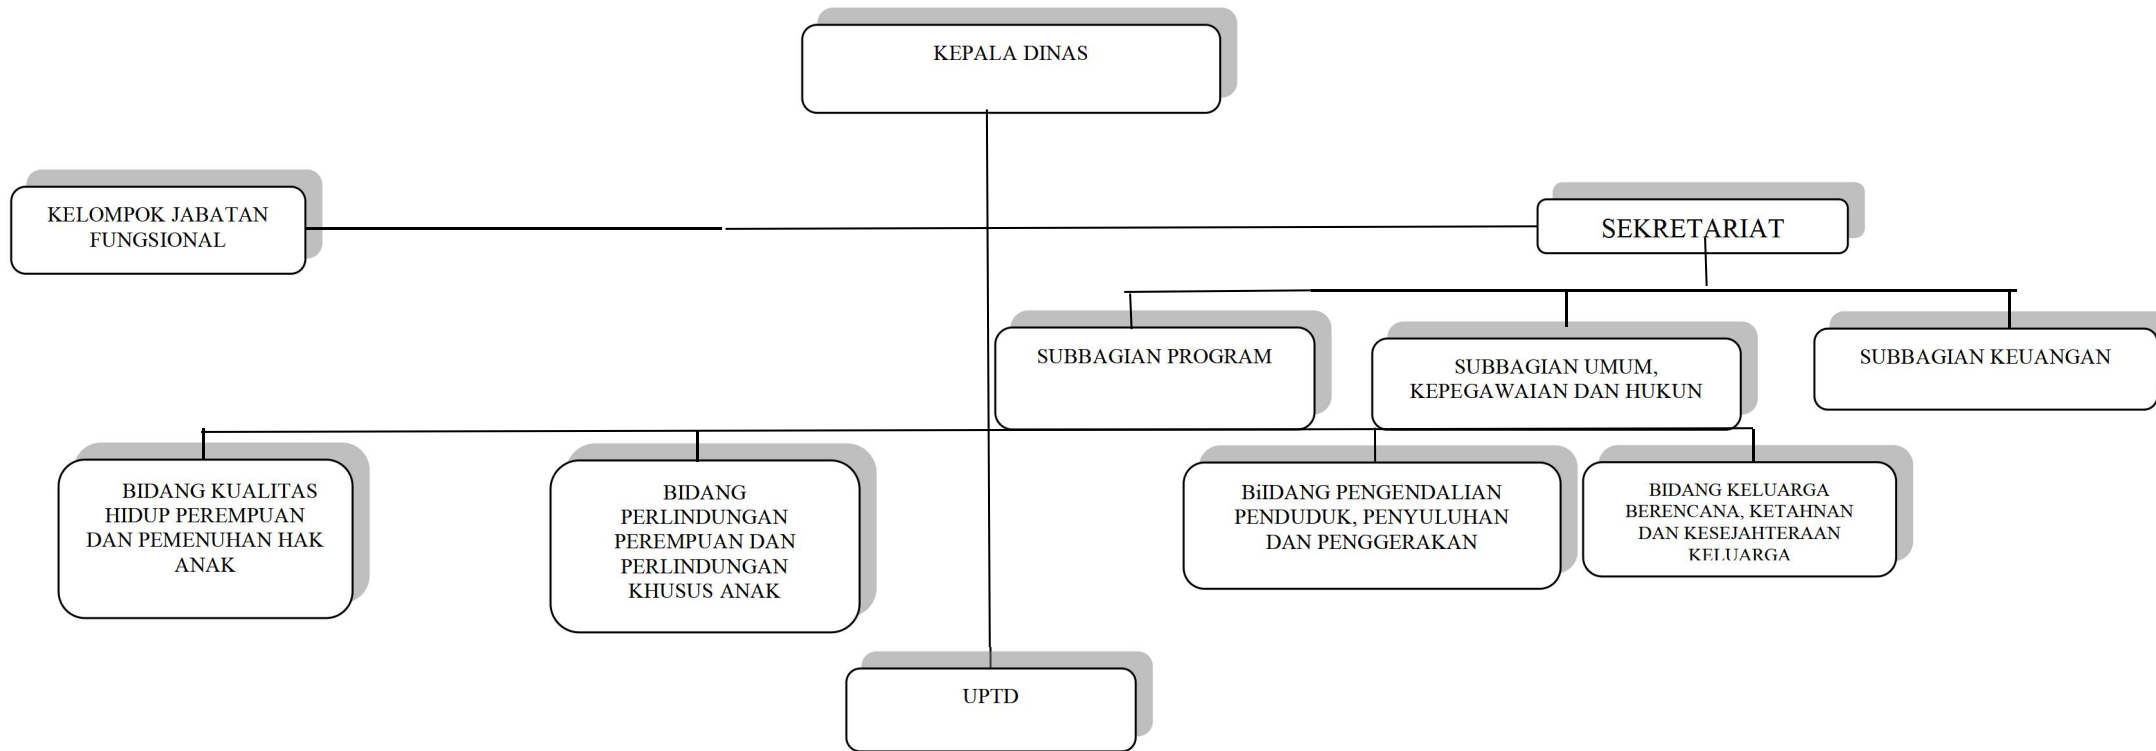 KEPALA DINAS
KELOMPOK JABATAN
FUNGSIONAL
SEKRETARIAT
SUBBAGIAN PROGRAM
SUBBAGIAN UMUM,
KEPEGAWAIAN DAN HUKUN
SUBBAGIAN KEUANGAN
BIDANG KUALITAS
HIDUP PEREMPUAN
DAN PEMENUHAN HAK
ANAK
BIDANG
PERLINDUNGAN
PEREMPUAN DAN
PERLINDUNGAN
KHUSUS ANAK
BiIDANG PENGENDALIAN
PENDUDUK, PENYULUHAN
DAN PENGGERAKAN
BIDANG KELUARGA
BERENCANA, KETAHNAN
DAN KESEJAHTERAAN
KELUARGA
UPTD